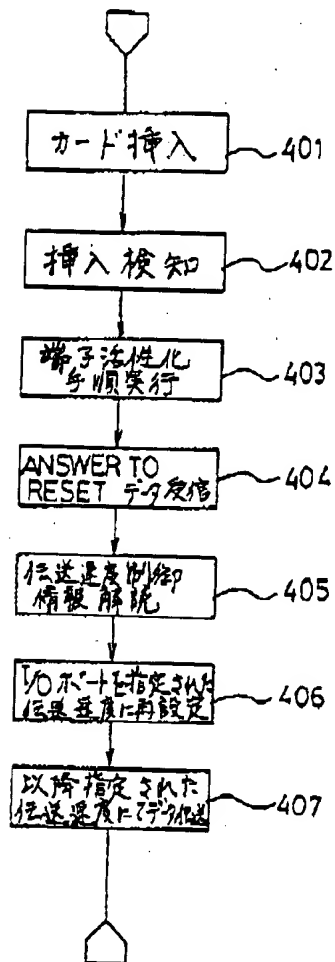 カード挿入
401
挿入検知
402
端子活性化
手順実行
403
ANSWER TO
RESET データ受信
404
伝送速度制御
情報解読
405
I/Oポートを指定された
伝送速度に再設定
406
以降指定された
伝送速度にてデータ伝送
407